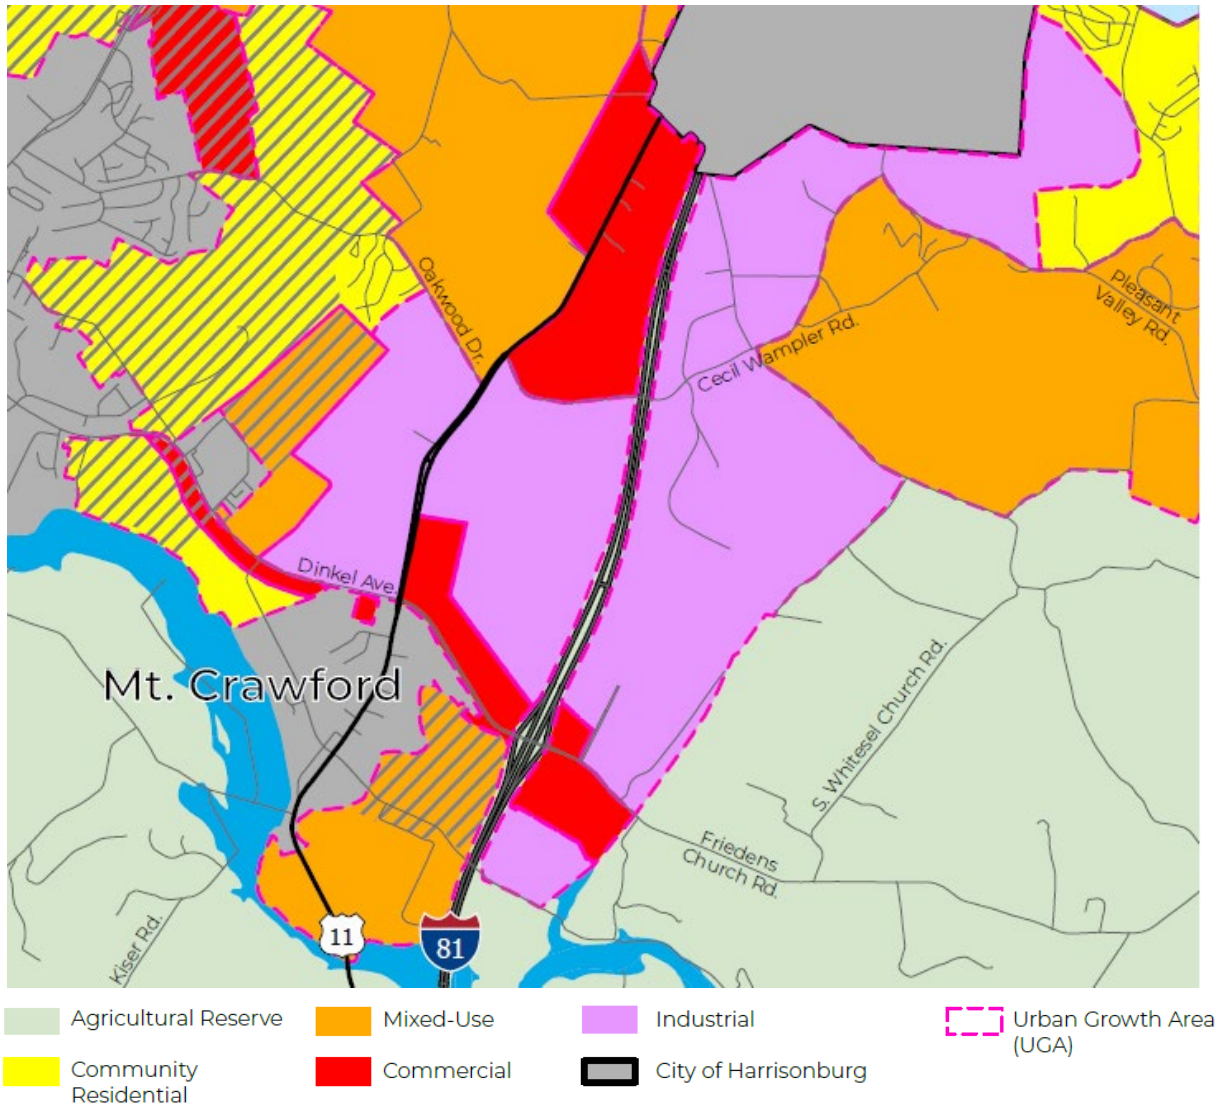 Oakwood Dr.
Pleasant
Valley Rd.
Cecil Wampler Rd.
Dinkel Ave.
Mt. Crawford
S. Whitesel Church Rd.
Friedens
Church Rd.
Kiser Rd.
11
81
Agricultural Reserve
Mixed-Use
Industrial
Urban Growth Area
(UGA)
Community
Residential
Commercial
City of Harrisonburg